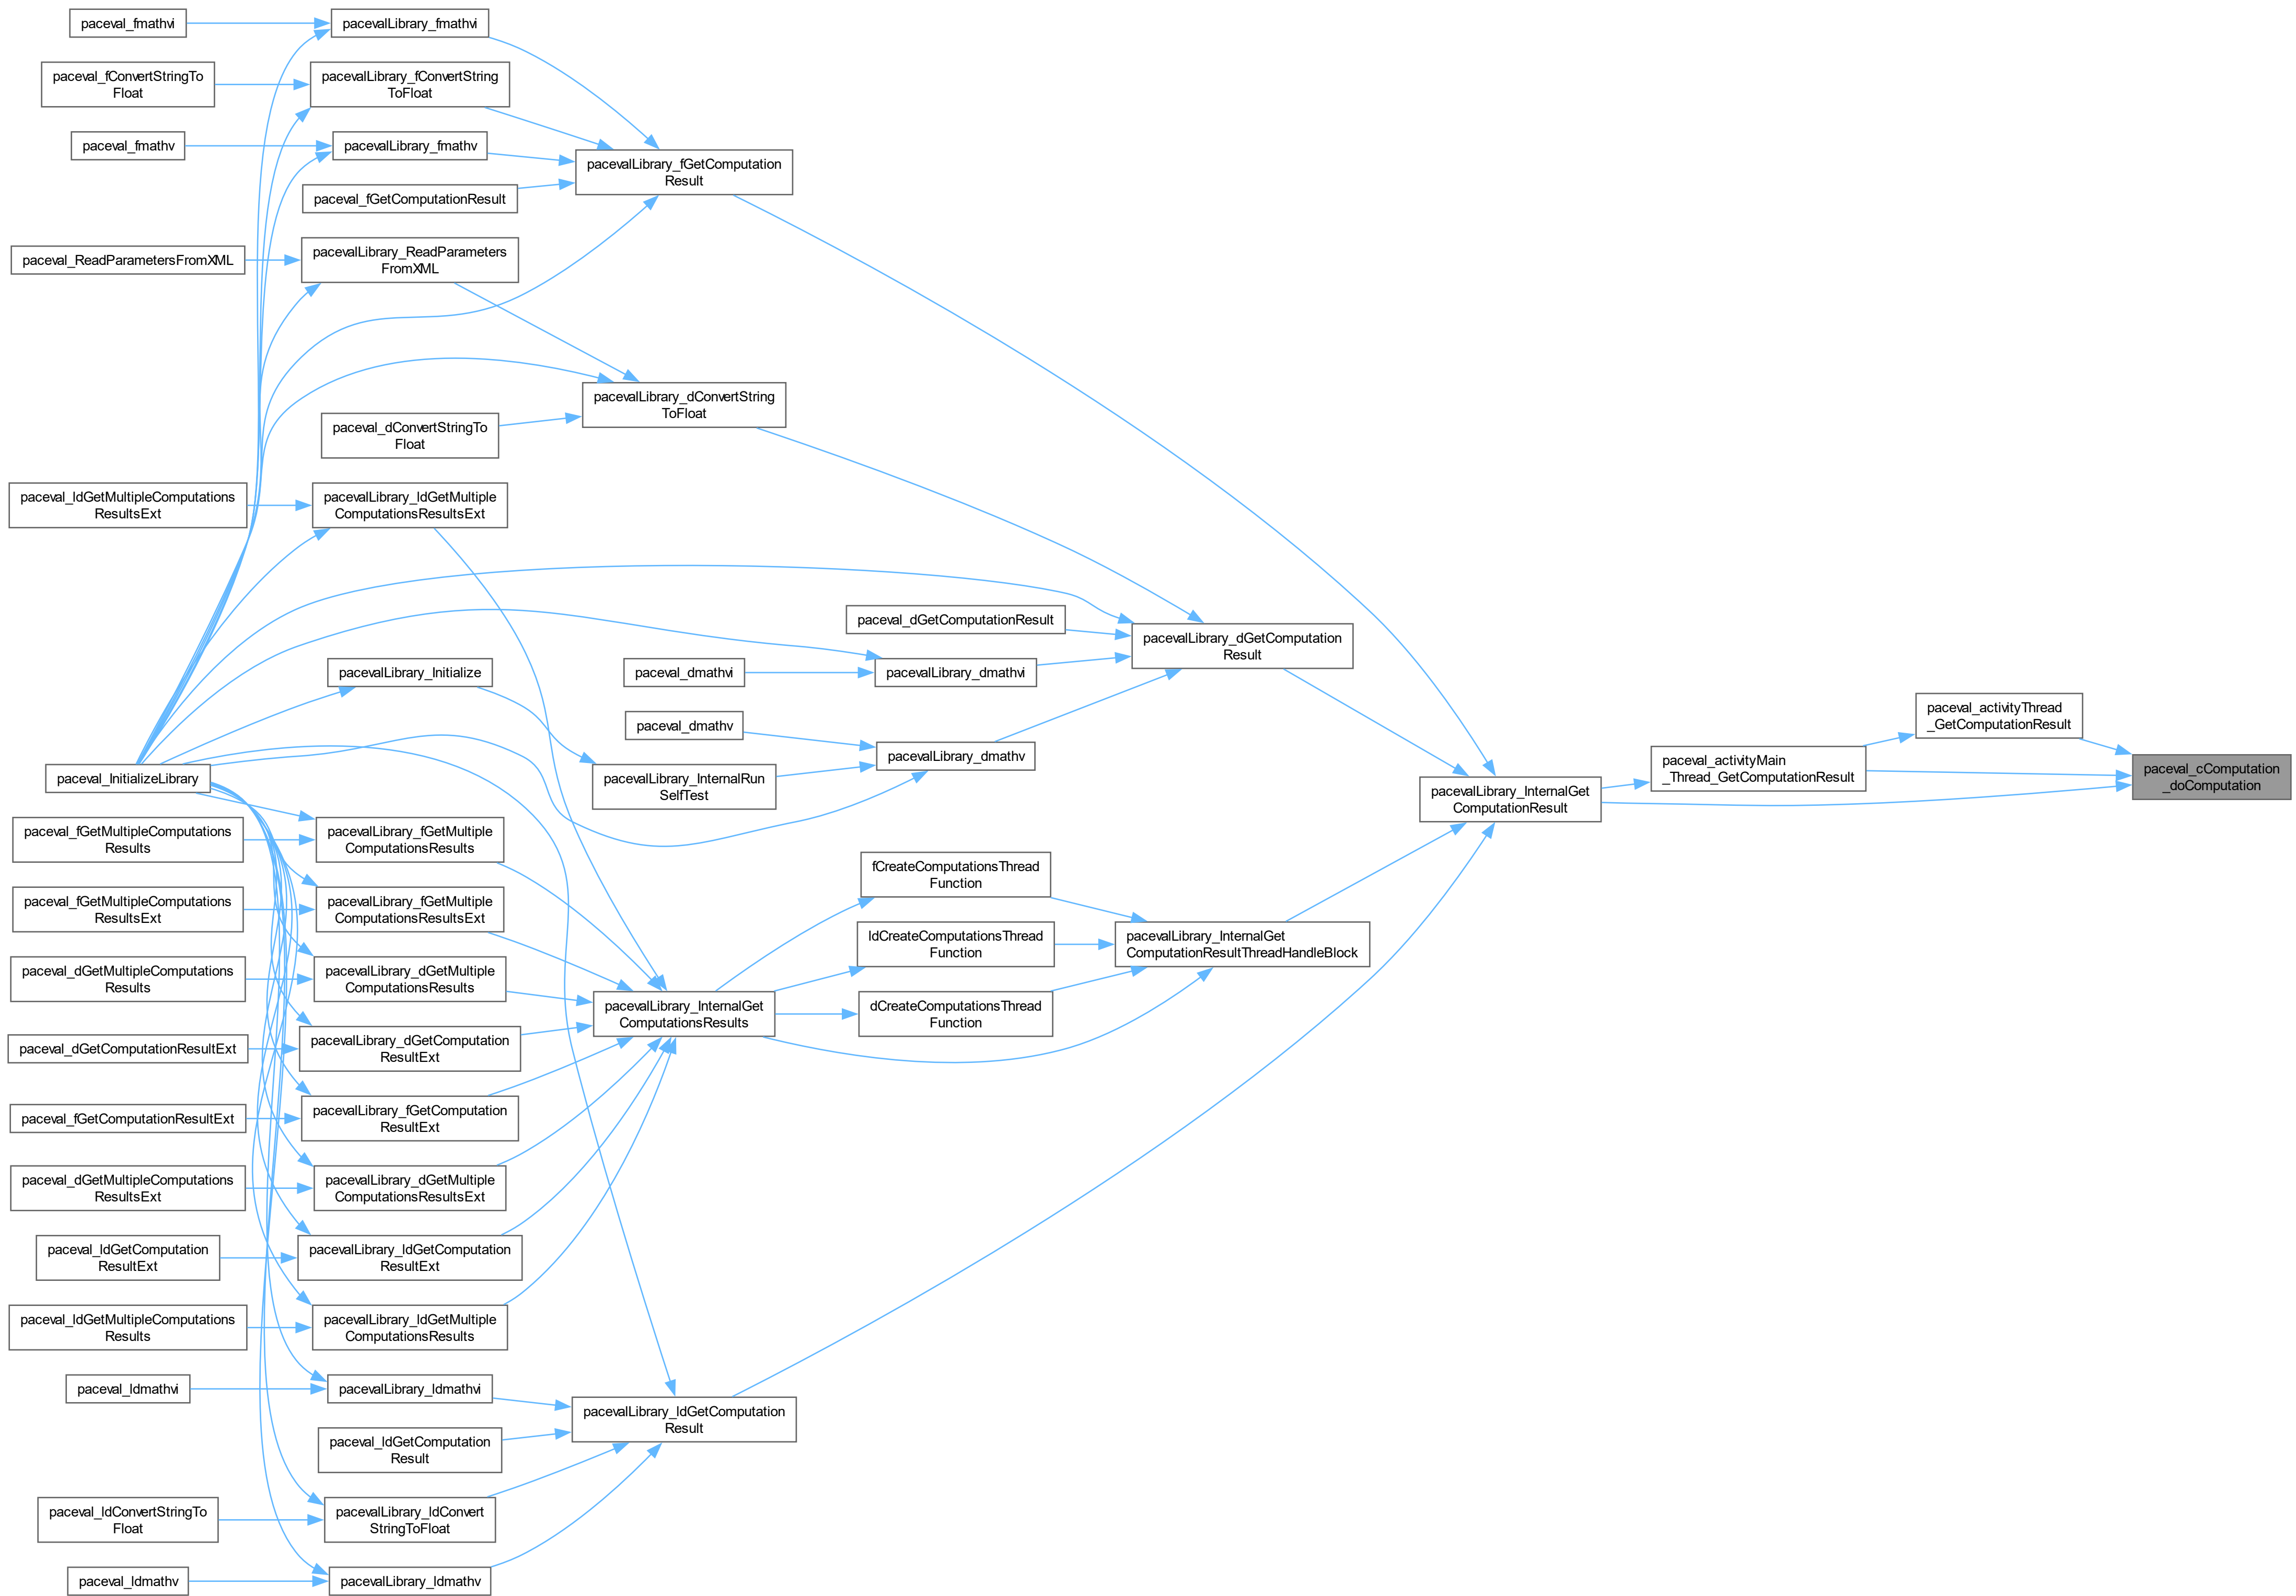 paceval_fmathvi
pacevalLibrary_fmathvi
paceval_fConvertStringTo
Float
pacevalLibrary_fConvertString
ToFloat
paceval_fmathv
pacevalLibrary_fmathv
pacevalLibrary_fGetComputation
Result
paceval_fGetComputationResult
paceval_ReadParametersFromXML
pacevalLibrary_ReadParameters
FromXML
pacevalLibrary_dConvertString
ToFloat
paceval_dConvertStringTo
Float
paceval_ldGetMultipleComputations
ResultsExt
pacevalLibrary_ldGetMultiple
ComputationsResultsExt
paceval_dGetComputationResult
pacevalLibrary_dGetComputation
Result
pacevalLibrary_Initialize
paceval_dmathvi
pacevalLibrary_dmathvi
paceval_dmathv
pacevalLibrary_dmathv
paceval_activityThread
_GetComputationResult
paceval_activityMain
_Thread_GetComputationResult
paceval_cComputation
_doComputation
paceval_InitializeLibrary
pacevalLibrary_InternalRun
SelfTest
pacevalLibrary_InternalGet
ComputationResult
paceval_fGetMultipleComputations
Results
pacevalLibrary_fGetMultiple
ComputationsResults
fCreateComputationsThread
Function
paceval_fGetMultipleComputations
ResultsExt
pacevalLibrary_fGetMultiple
ComputationsResultsExt
ldCreateComputationsThread
Function
pacevalLibrary_InternalGet
ComputationResultThreadHandleBlock
paceval_dGetMultipleComputations
Results
pacevalLibrary_dGetMultiple
ComputationsResults
pacevalLibrary_InternalGet
ComputationsResults
dCreateComputationsThread
Function
paceval_dGetComputationResultExt
pacevalLibrary_dGetComputation
ResultExt
paceval_fGetComputationResultExt
pacevalLibrary_fGetComputation
ResultExt
paceval_dGetMultipleComputations
ResultsExt
pacevalLibrary_dGetMultiple
ComputationsResultsExt
paceval_ldGetComputation
ResultExt
pacevalLibrary_ldGetComputation
ResultExt
paceval_ldGetMultipleComputations
Results
pacevalLibrary_ldGetMultiple
ComputationsResults
paceval_ldmathvi
pacevalLibrary_ldmathvi
pacevalLibrary_ldGetComputation
Result
paceval_ldGetComputation
Result
paceval_ldConvertStringTo
Float
pacevalLibrary_ldConvert
StringToFloat
paceval_ldmathv
pacevalLibrary_ldmathv